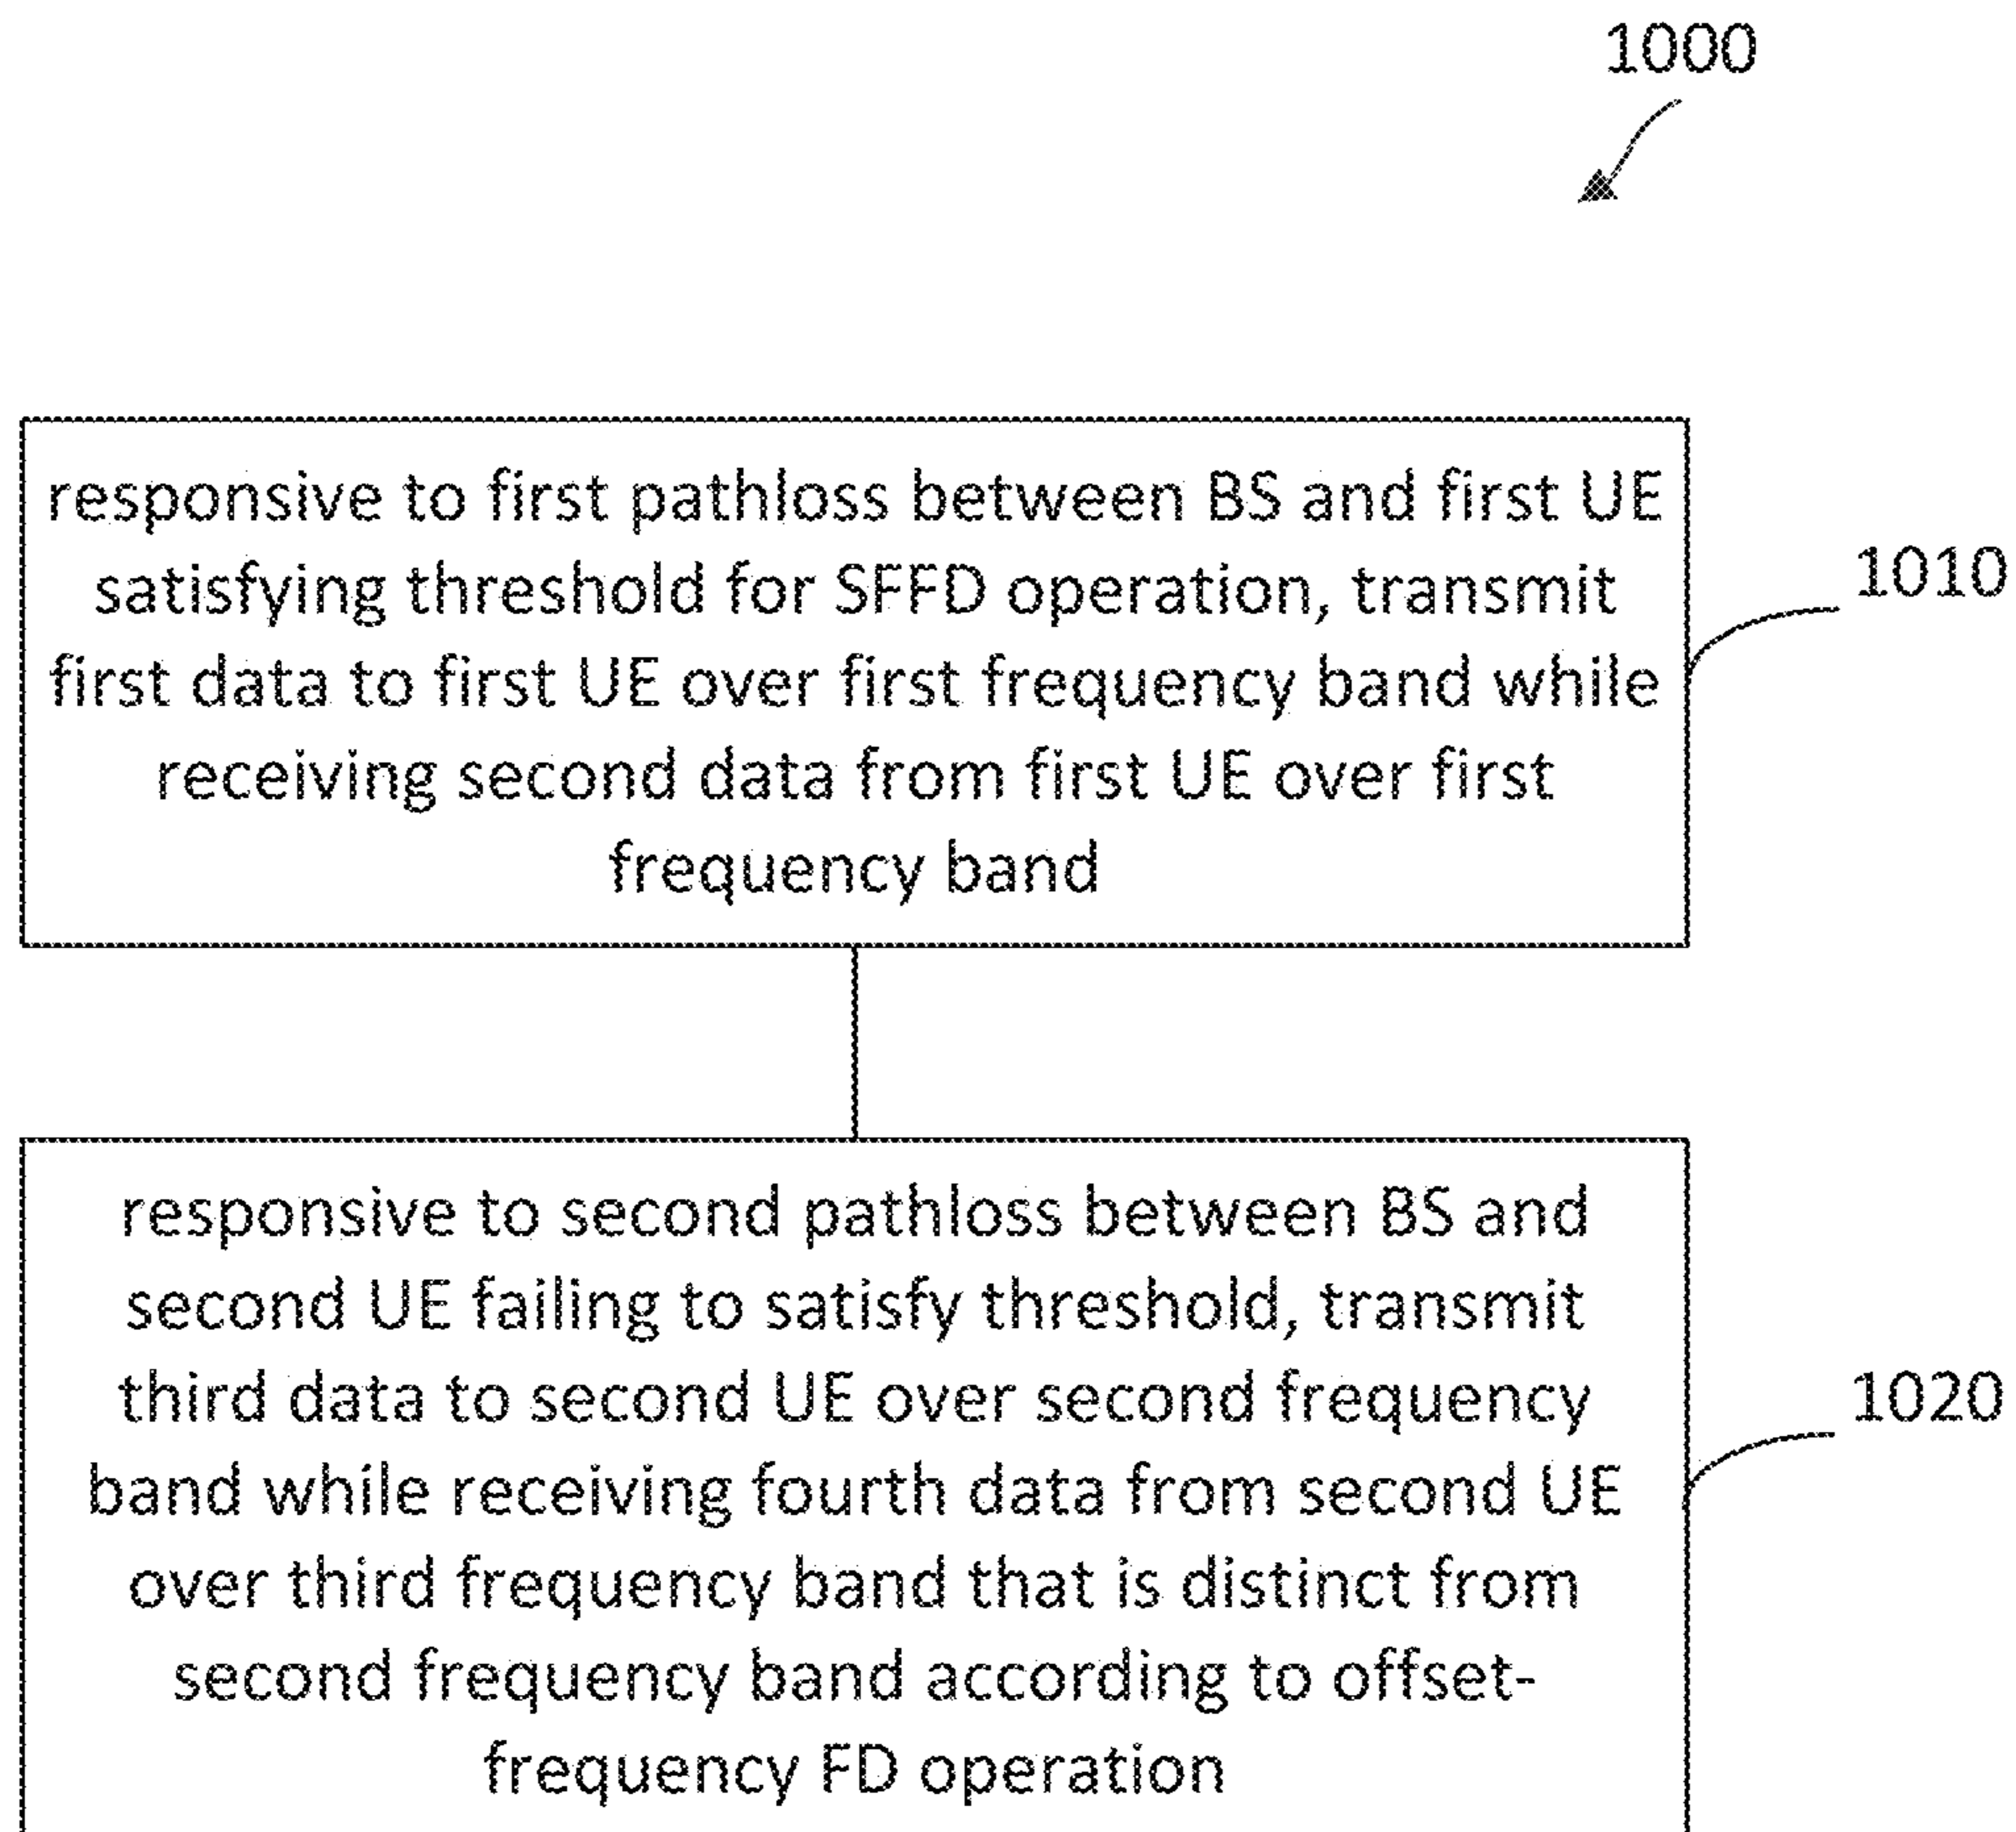 1000
responsive to first pathloss between BS and first UE
satisfying threshold for SFFD operation, transmit
first data to first UE over first frequency band while
receiving second data from first UE over first
frequency band
1010
responsive to second pathloss between BS and
second UE failing to satisfy threshold, transmit
third data to second UE over second frequency
band while receiving fourth data from second UE
over third frequency band that is distinct from
second frequency band according to offset-
frequency FD operation
1020